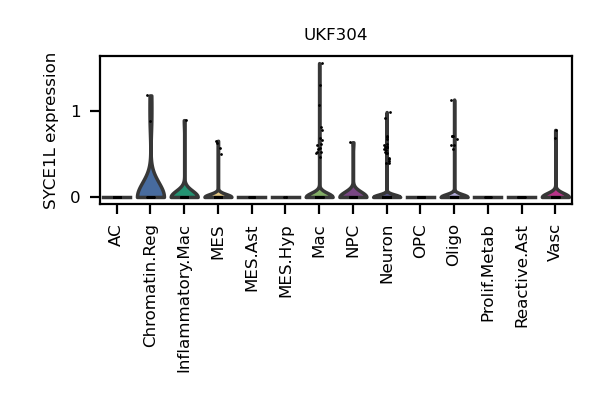 UKF304
SYCE1L expression
1
0
AC
Chromatin.Reg
Inflammatory.Mac
MES
MES.Ast
MES.Hyp
Mac
NPC
Neuron
OPC
Oligo
Prolif.Metab
Reactive.Ast
Vasc